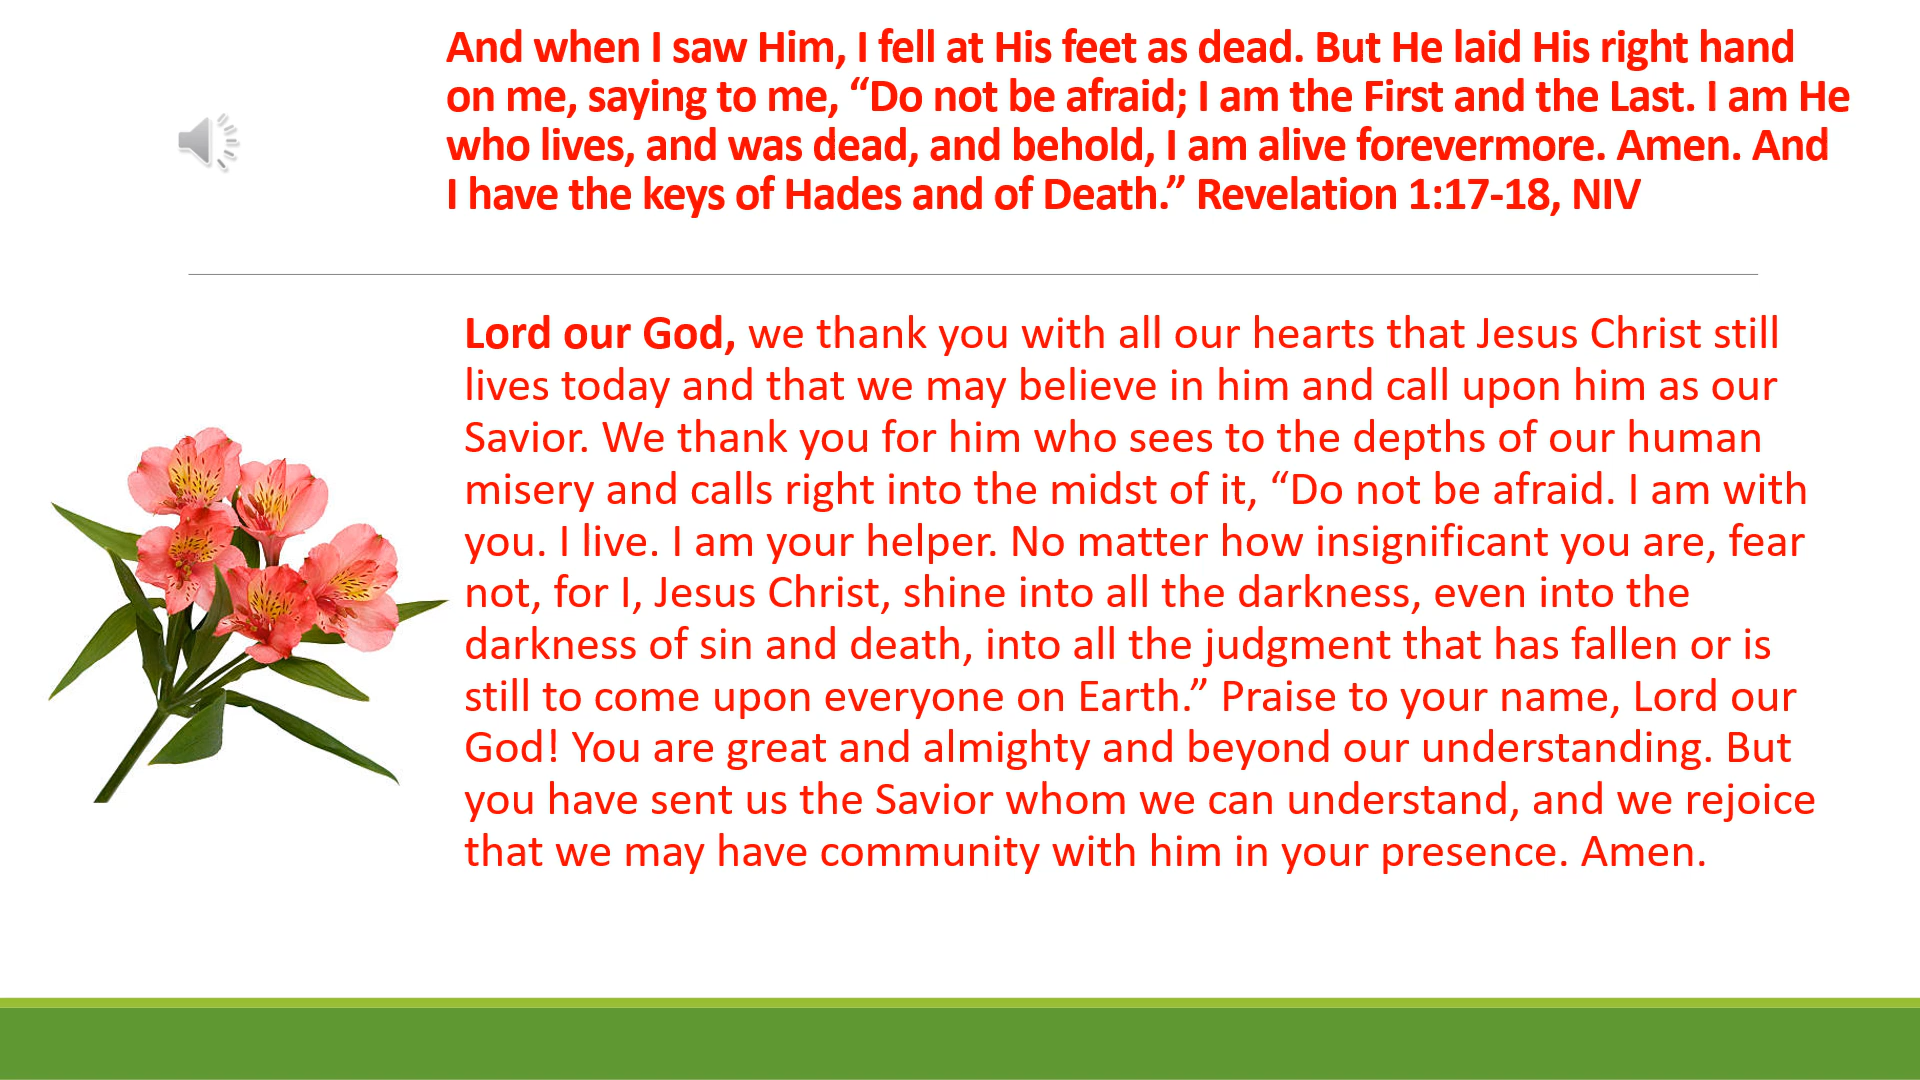 And when I saw Him, I fell at His feet as dead. But He laid His right hand
on me, saying to me, “Do not be afraid; I am the First and the Last. I am He
who lives, and was dead, and behold, I am alive forevermore. Amen. And
I have the keys of Hades and of Death.” Revelation 1:17-18, NIV
Lord our God, we thank you with all our hearts that Jesus Christ still
lives today and that we may believe in him and call upon him as our
Savior. We thank you for him who sees to the depths of our human
misery and calls right into the midst of it, “Do not be afraid. I am with
you. I live. I am your helper. No matter how insignificant you are, fear
not, for I, Jesus Christ, shine into all the darkness, even into the
darkness of sin and death, into all the judgment that has fallen or is
still to come upon everyone on Earth.” Praise to your name, Lord our
God! You are great and almighty and beyond our understanding. But
you have sent us the Savior whom we can understand, and we rejoice
that we may have community with him in your presence. Amen.